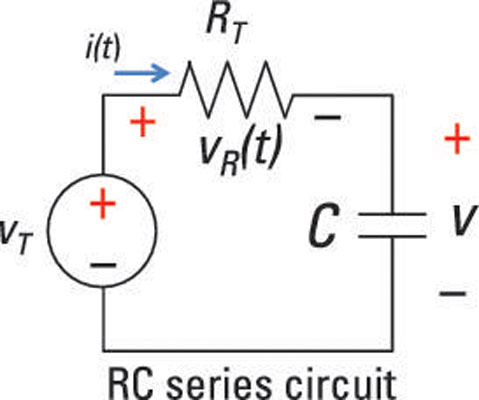 R_T
i(t)
+
−
v_R(t)
+
+
v_T
C
v
−
−
RC series circuit